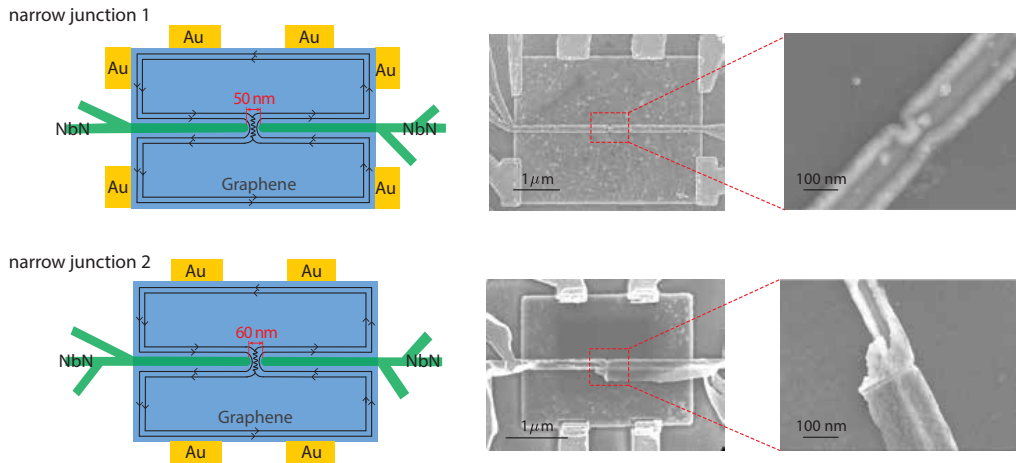 narrow junction 1
Au Au
Au Au
50 nm
NbN NbN
Au Au
Graphene
1 μm
100 nm
narrow junction 2
Au Au
60 nm
NbN NbN
Graphene
Au Au
1 μm
100 nm